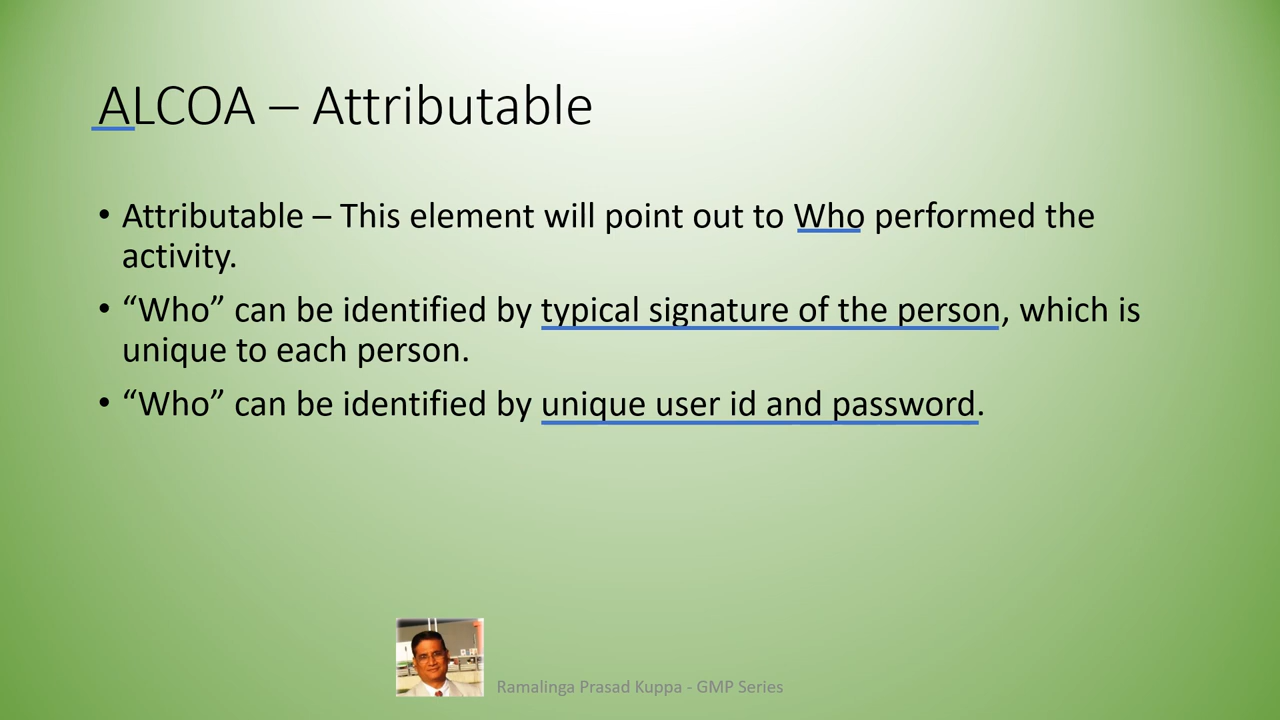 ALCOA – Attributable
• Attributable – This element will point out to Who performed the
activity.
• “Who” can be identified by typical signature of the person, which is
unique to each person.
• “Who” can be identified by unique user id and password.
Ramalinga Prasad Kuppa - GMP Series